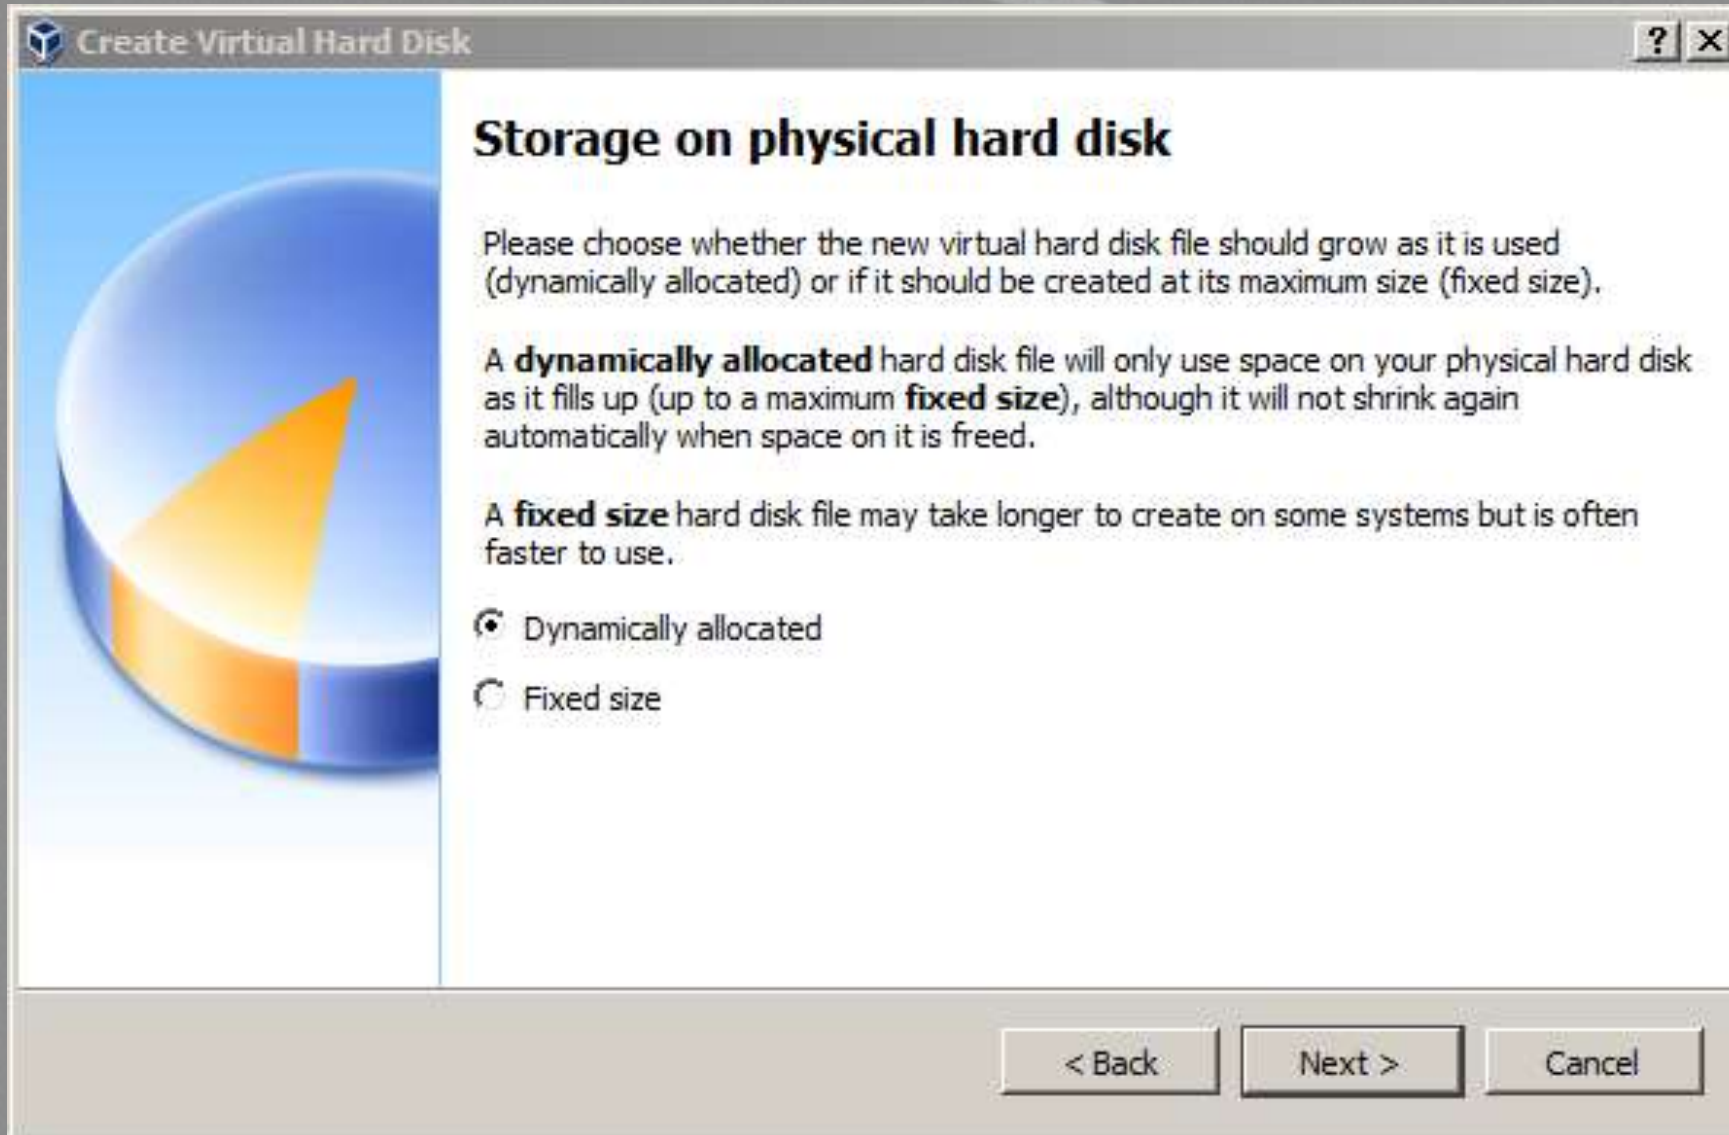 Create Virtual Hard Disk
Storage on physical hard disk
Please choose whether the new virtual hard disk file should grow as it is used
(dynamically allocated) or if it should be created at its maximum size (fixed size).
A dynamically allocated hard disk file will only use space on your physical hard disk
as it fills up (up to a maximum fixed size), although it will not shrink again
automatically when space on it is freed.
A fixed size hard disk file may take longer to create on some systems but is often
faster to use.
Dynamically allocated
Fixed size
< Back
Next >
Cancel